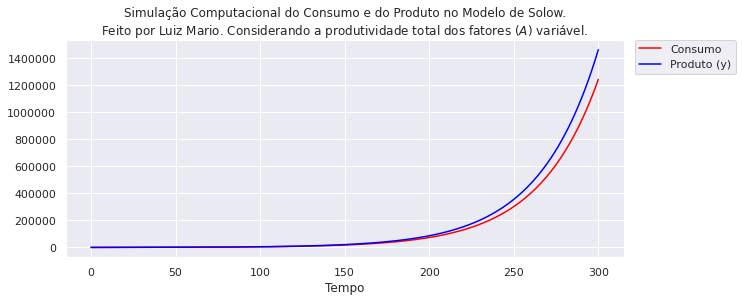 Simulação Computacional do Consumo e do Produto no Modelo de Solow.
Feito por Luiz Mario. Considerando a produtividade total dos fatores (A) variável.
Consumo
Produto (y)
1400000
1200000
1000000
800000
600000
400000
200000
0
0 50 100 150 200 250 300
Tempo